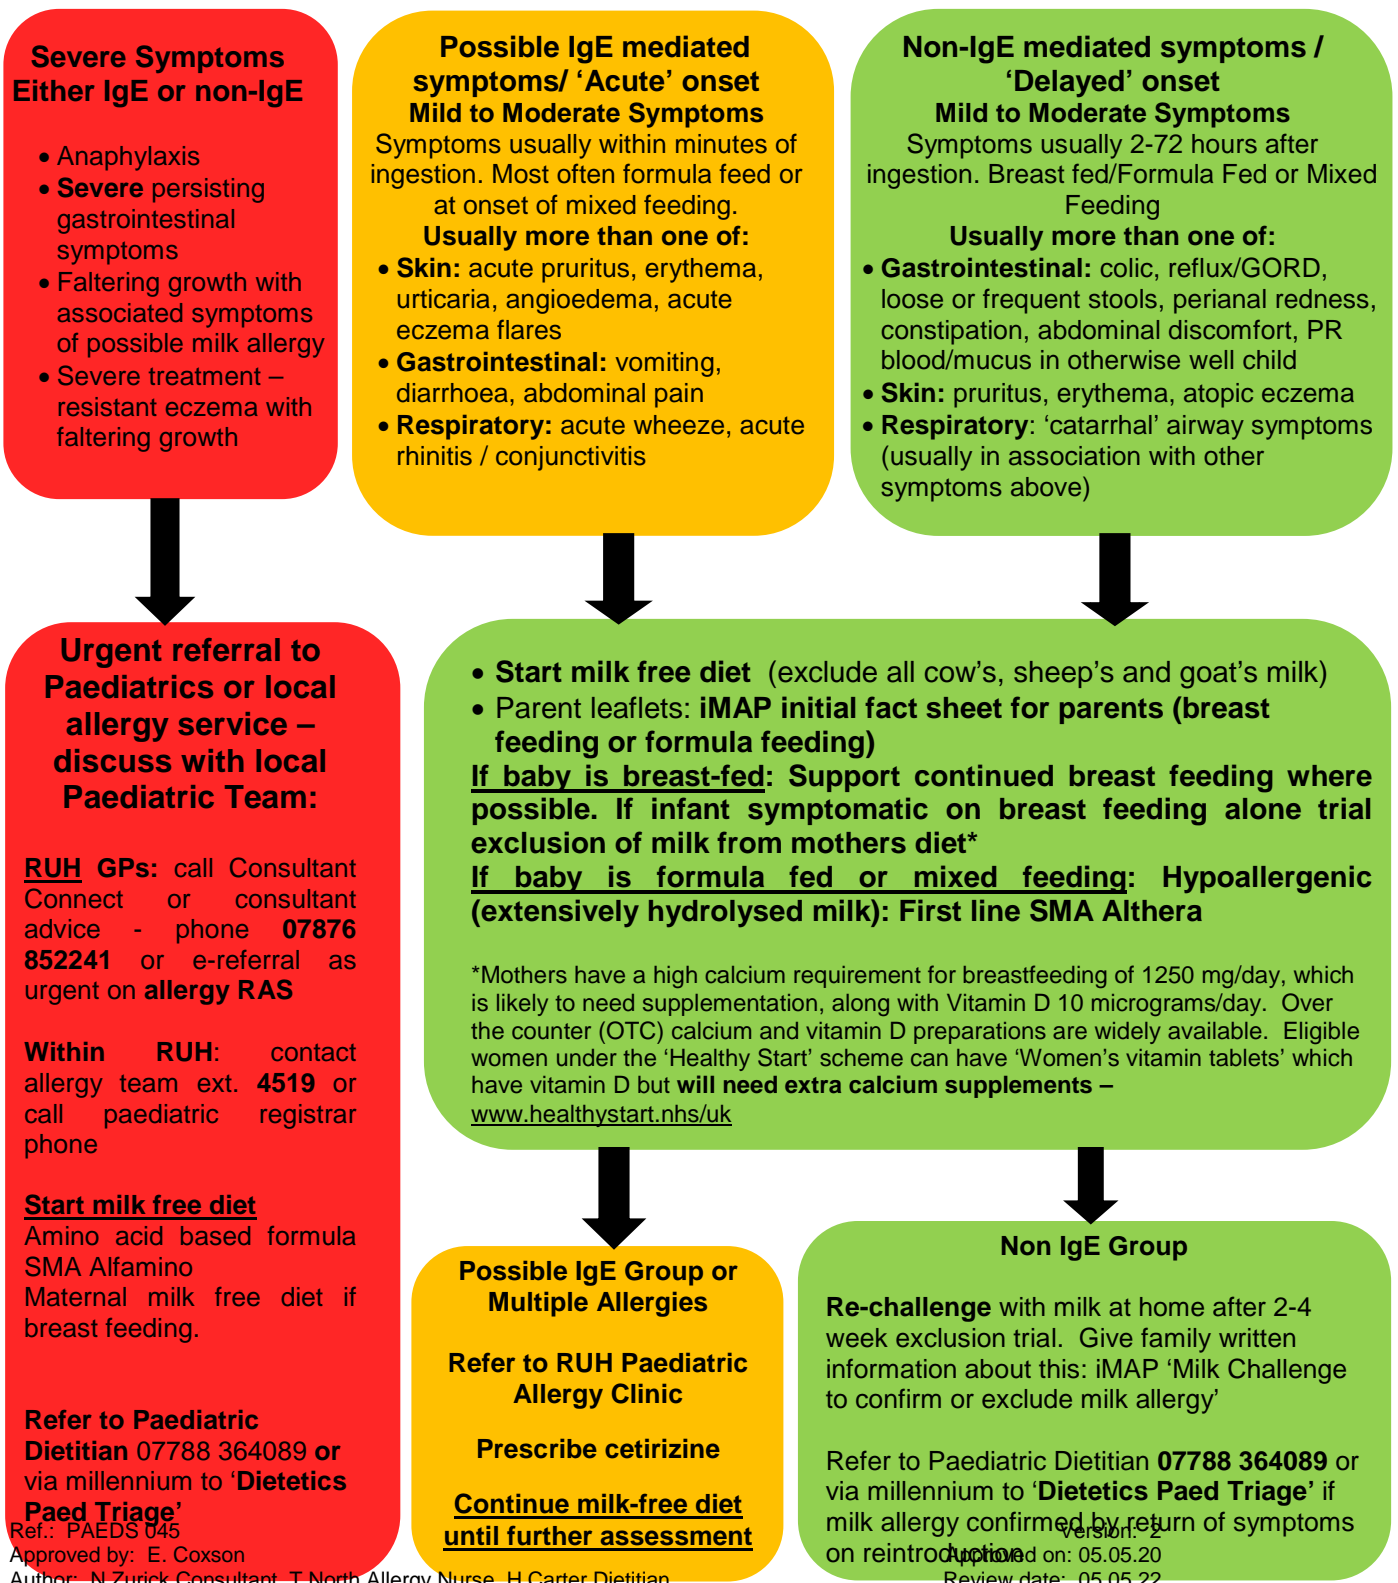 Severe Symptoms
Either IgE or non-IgE
• Anaphylaxis
• Severe persisting
gastrointestinal
symptoms
• Faltering growth with
associated symptoms
of possible milk allergy
• Severe treatment –
resistant eczema with
faltering growth
Possible IgE mediated
symptoms/ ‘Acute’ onset
Mild to Moderate Symptoms
Symptoms usually within minutes of
ingestion. Most often formula feed or
at onset of mixed feeding.
Usually more than one of:
• Skin: acute pruritus, erythema,
urticaria, angioedema, acute
eczema flares
• Gastrointestinal: vomiting,
diarrhoea, abdominal pain
• Respiratory: acute wheeze, acute
rhinitis / conjunctivitis
Non-IgE mediated symptoms /
‘Delayed’ onset
Mild to Moderate Symptoms
Symptoms usually 2-72 hours after
ingestion. Breast fed/Formula Fed or Mixed
Feeding
Usually more than one of:
• Gastrointestinal: colic, reflux/GORD,
loose or frequent stools, perianal redness,
constipation, abdominal discomfort, PR
blood/mucus in otherwise well child
• Skin: pruritus, erythema, atopic eczema
• Respiratory: ‘catarrhal’ airway symptoms
(usually in association with other
symptoms above)
Urgent referral to
Paediatrics or local
allergy service –
discuss with local
Paediatric Team:
RUH GPs: call Consultant
Connect or consultant
advice - phone 07876
852241 or e-referral as
urgent on allergy RAS
Within RUH: contact
allergy team ext. 4519 or
call paediatric registrar
phone
Start milk free diet
Amino acid based formula
SMA Alfamino
Maternal milk free diet if
breast feeding.
Refer to Paediatric
Dietitian 07788 364089 or
via millennium to ‘Dietetics
Paed Triage’
• Start milk free diet (exclude all cow’s, sheep’s and goat’s milk)
• Parent leaflets: iMAP initial fact sheet for parents (breast
feeding or formula feeding)
If baby is breast-fed: Support continued breast feeding where
possible. If infant symptomatic on breast feeding alone trial
exclusion of milk from mothers diet*
If baby is formula fed or mixed feeding: Hypoallergenic
(extensively hydrolysed milk): First line SMA Althera
*Mothers have a high calcium requirement for breastfeeding of 1250 mg/day, which
is likely to need supplementation, along with Vitamin D 10 micrograms/day. Over
the counter (OTC) calcium and vitamin D preparations are widely available. Eligible
women under the ‘Healthy Start’ scheme can have ‘Women’s vitamin tablets’ which
have vitamin D but will need extra calcium supplements –
www.healthystart.nhs/uk
Possible IgE Group or
Multiple Allergies
Refer to RUH Paediatric
Allergy Clinic
Prescribe cetirizine
Continue milk-free diet
until further assessment
Non IgE Group
Re-challenge with milk at home after 2-4
week exclusion trial. Give family written
information about this: iMAP ‘Milk Challenge
to confirm or exclude milk allergy’
Refer to Paediatric Dietitian 07788 364089 or
via millennium to ‘Dietetics Paed Triage’ if
milk allergy confirmed by return of symptoms
on reintroduction
Ref.: PAEDS 045
Version: 2
Approved by: E. Coxson
Approved on: 05.05.20
Author: N Zurick Consultant, T North Allergy Nurse, H Carter Dietitian
Review date: 05.05.22